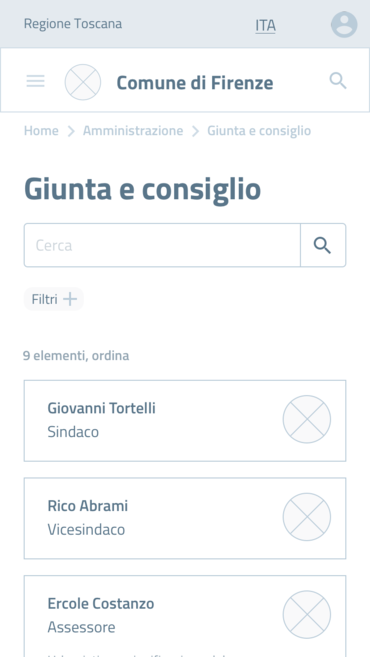 Regione Toscana
ITA
Comune di Firenze
Home > Amministrazione > Giunta e consiglio
Giunta e consiglio
Cerca
Filtri +
9 elementi, ordina
Giovanni Tortelli
Sindaco
Rico Abrami
Vicesindaco
Ercole Costanzo
Assessore